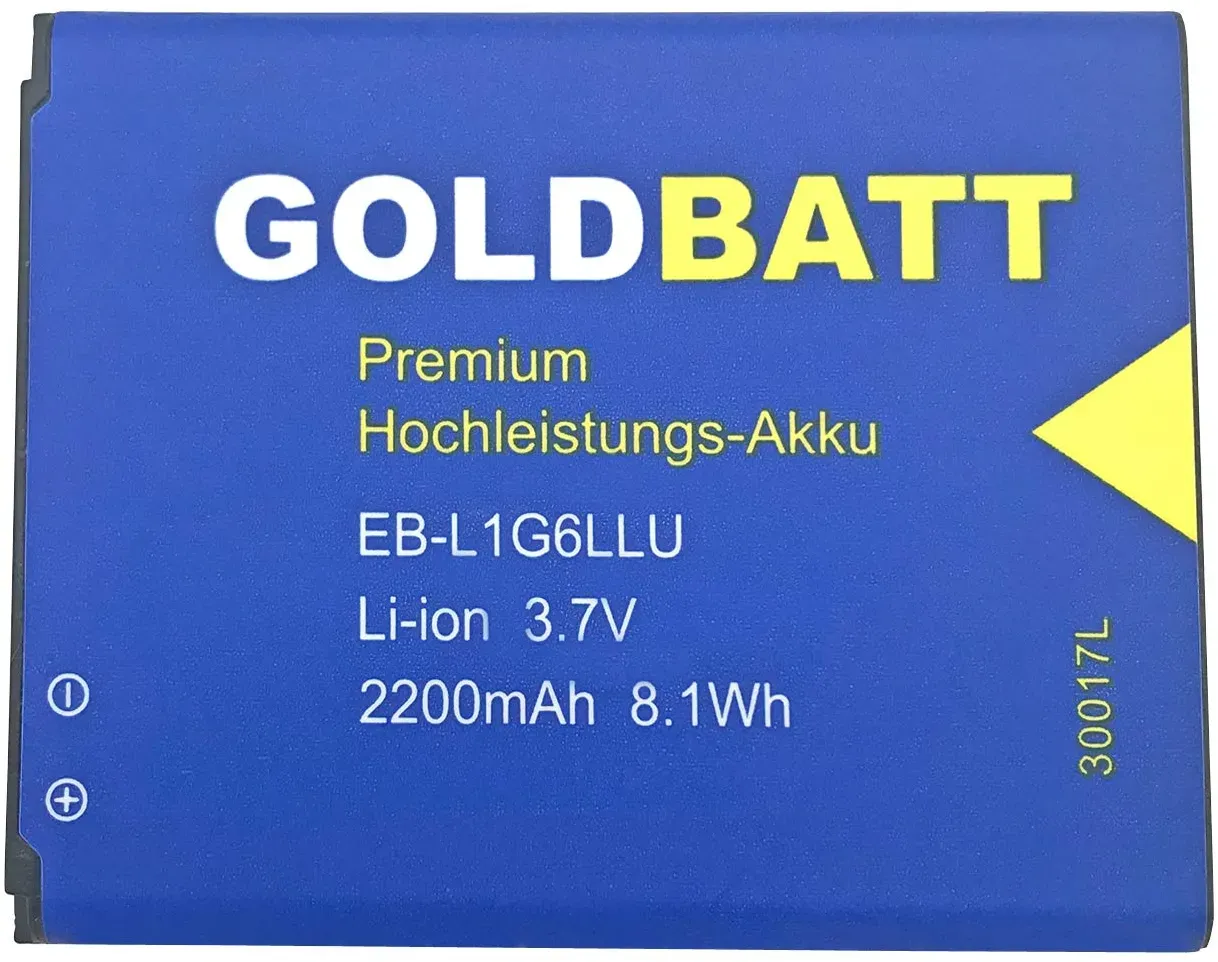 GOLDBATT
Premium
Hochleistungs-Akku
EB-L1G6LLU
Li-ion 3.7V
2200mAh 8.1Wh
30017L